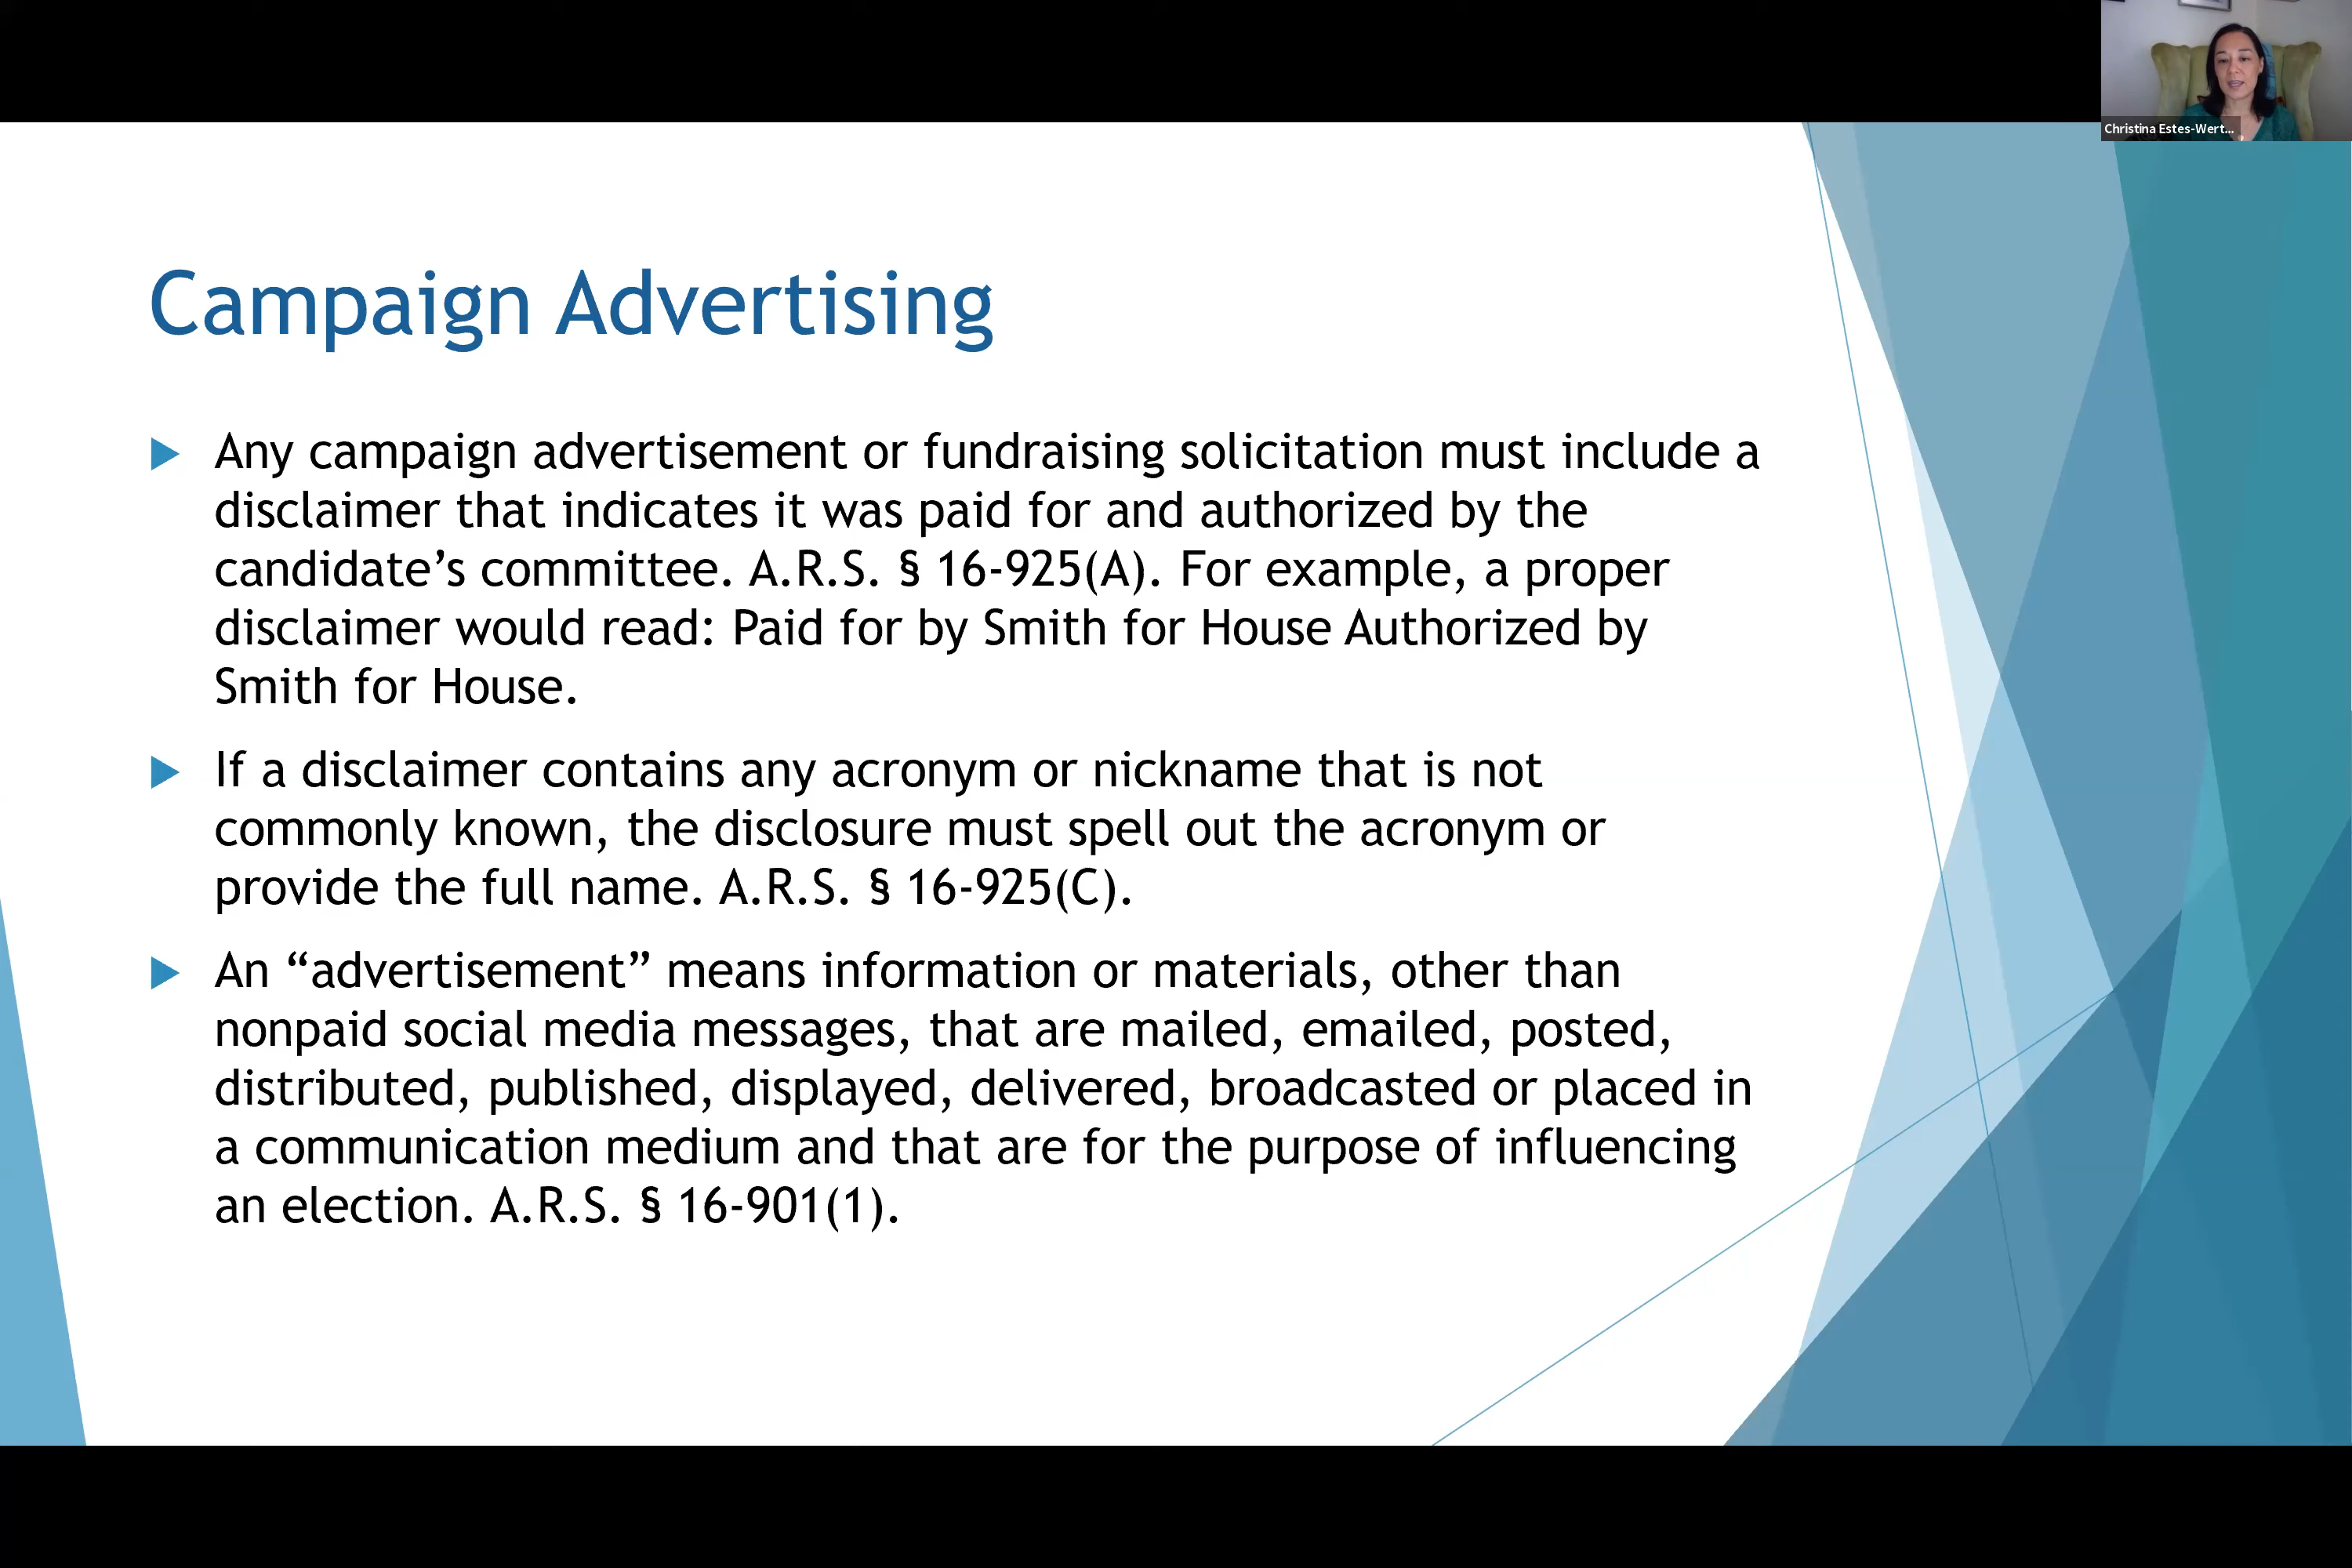 Christina Estes-Wert...
Campaign Advertising
Any campaign advertisement or fundraising solicitation must include a
disclaimer that indicates it was paid for and authorized by the
candidate’s committee. A.R.S. § 16-925(A). For example, a proper
disclaimer would read: Paid for by Smith for House Authorized by
Smith for House.
If a disclaimer contains any acronym or nickname that is not
commonly known, the disclosure must spell out the acronym or
provide the full name. A.R.S. § 16-925(C).
An “advertisement” means information or materials, other than
nonpaid social media messages, that are mailed, emailed, posted,
distributed, published, displayed, delivered, broadcasted or placed in
a communication medium and that are for the purpose of influencing
an election. A.R.S. § 16-901(1).